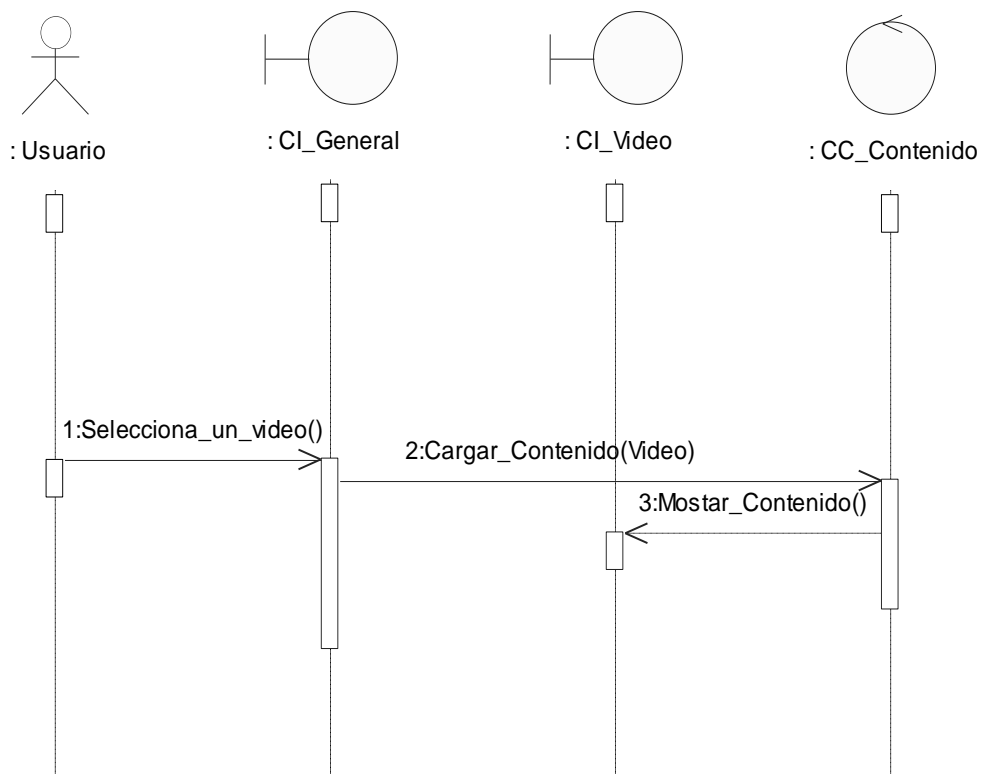 : Usuario
: CI_General
: CI_Video
: CC_Contenido
1:Selecciona_un_video()
2:Cargar_Contenido(Video)
3:Mostar_Contenido()